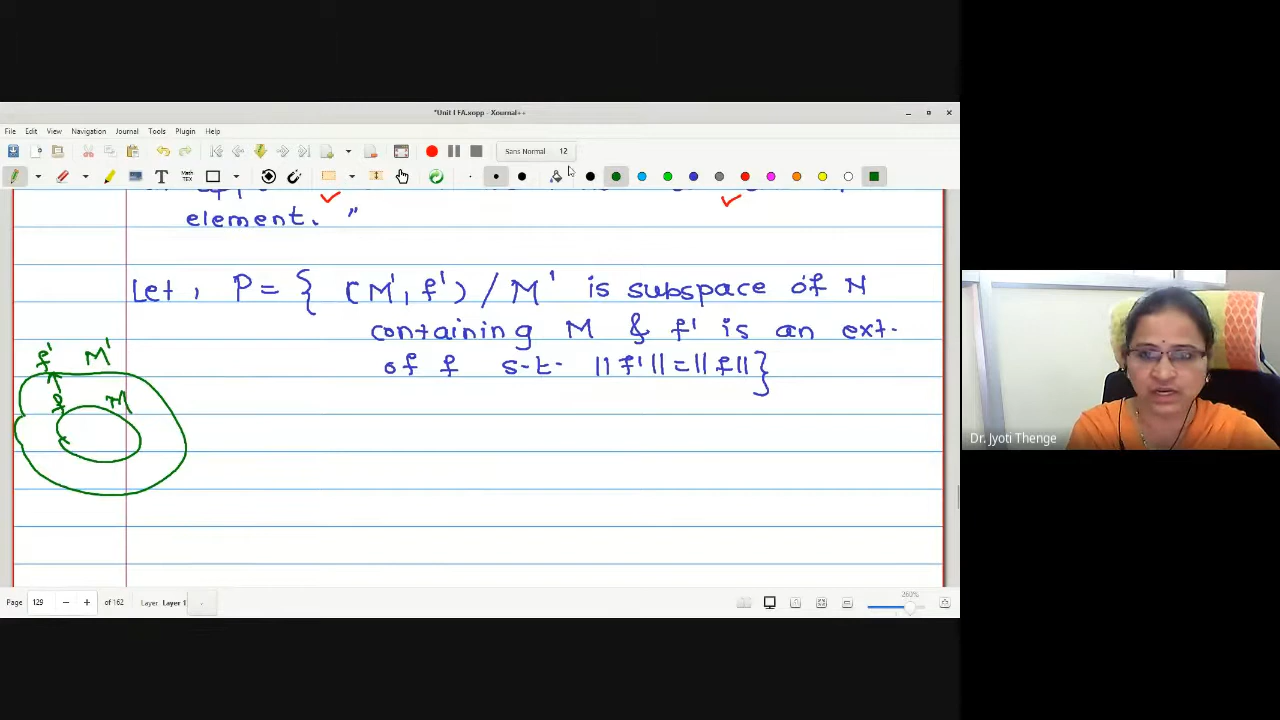 "Unit I FA.xopp - Xournal++
File Edit View Navigation Journal Tools Plugin Help
Sans Normal 12
element. "
Let, P = { (M', f') / M' is subspace of N
containing M & f' is an ext.
of f s.t. ||f'|| = ||f|| }
f' M'
f M
Dr. Jyoti Thenge
Page 129 of 162 Layer Layer 1
260%